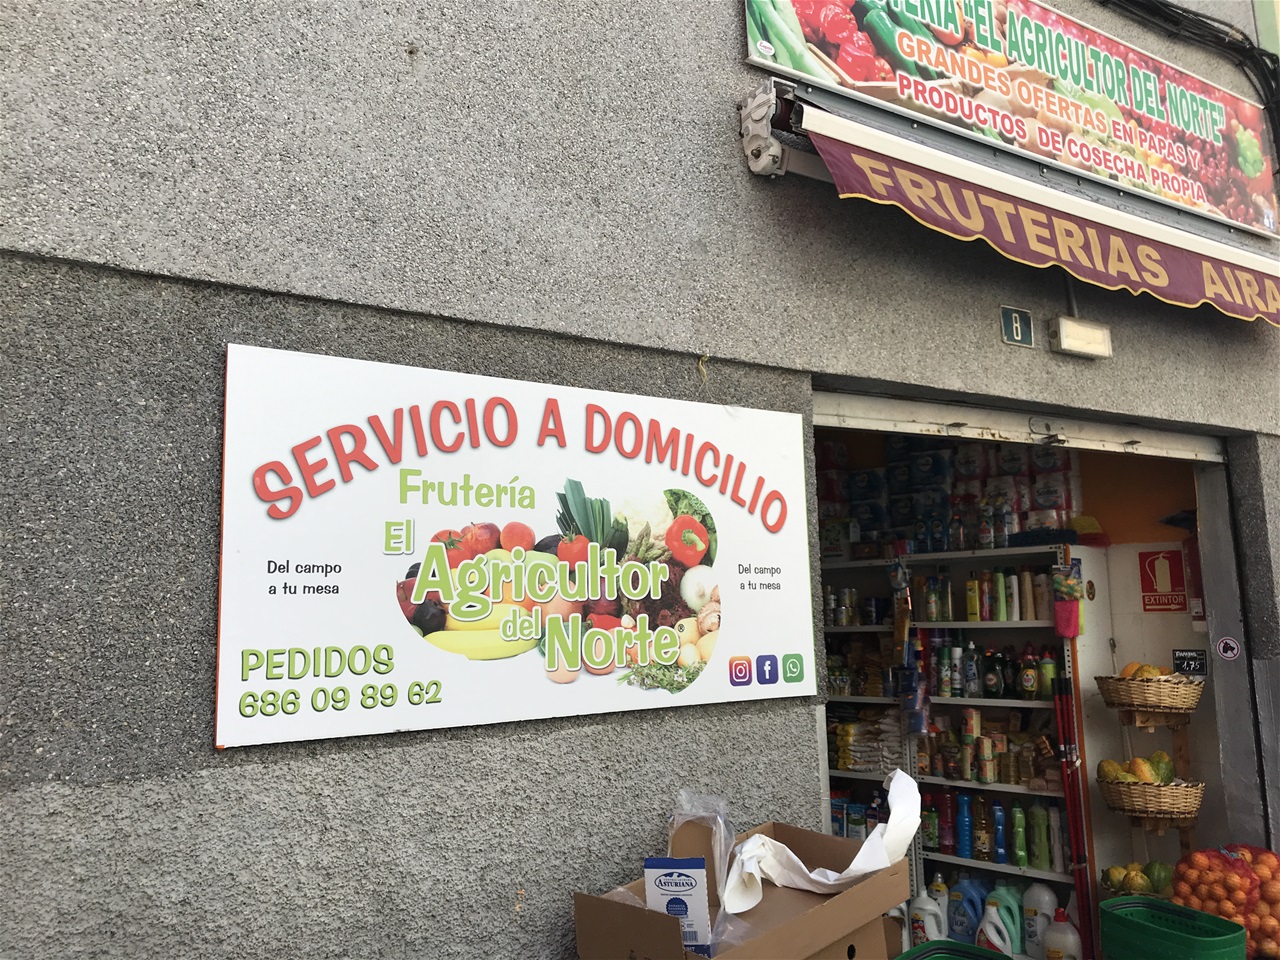 "EL AGRICULTOR DEL NORTE"
GRANDES OFERTAS EN PAPAS Y
PRODUCTOS DE COSECHA PROPIA
FRUTERIAS
8
SERVICIO A DOMICILIO
Frutería
El
Agricultor
del
Norte®
Del campo
a tu mesa
Del campo
a tu mesa
PEDIDOS
686 09 89 62
EXTINTOR
1,75
ASTURIANA